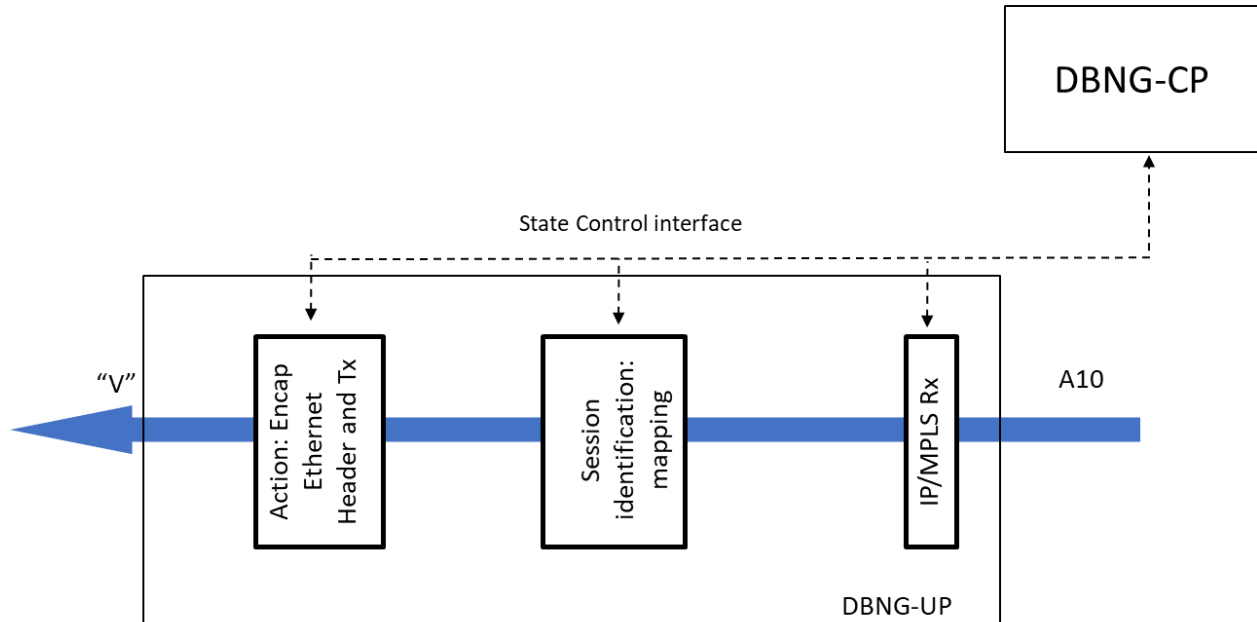 DBNG-CP
State Control interface
“V”
Action: Encap
Ethernet
Header and Tx
Session
identification:
mapping
IP/MPLS Rx
A10
DBNG-UP